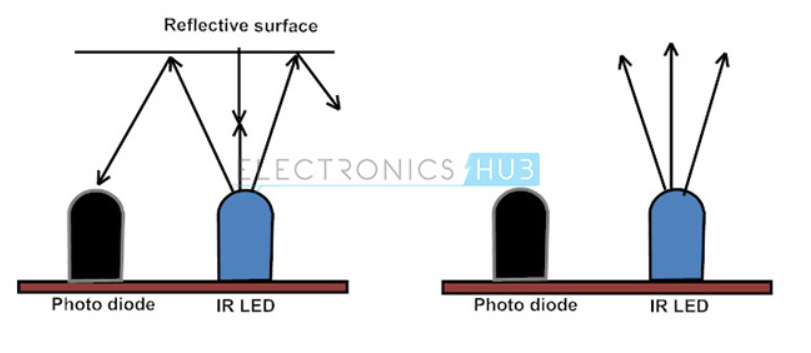 Reflective surface
ELECTRONICS HUB
Photo diode
IR LED
Photo diode
IR LED